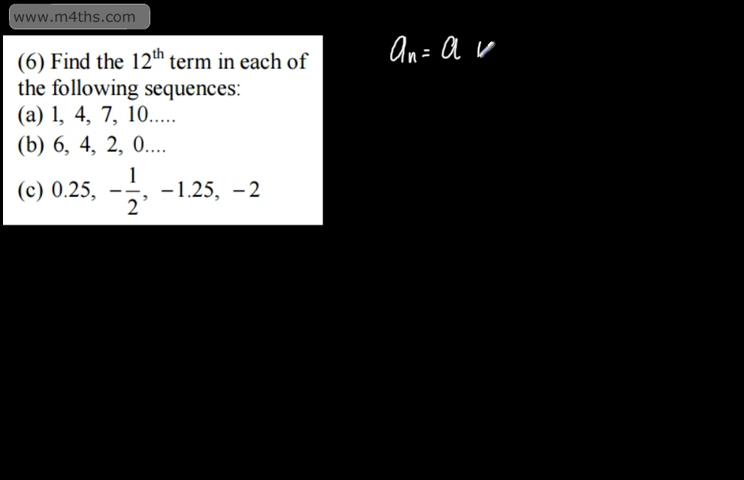 www.m4ths.com
(6) Find the 12th term in each of
the following sequences:
(a) 1, 4, 7, 10.....
(b) 6, 4, 2, 0....
(c) 0.25, -1/2, -1.25, -2
an = a